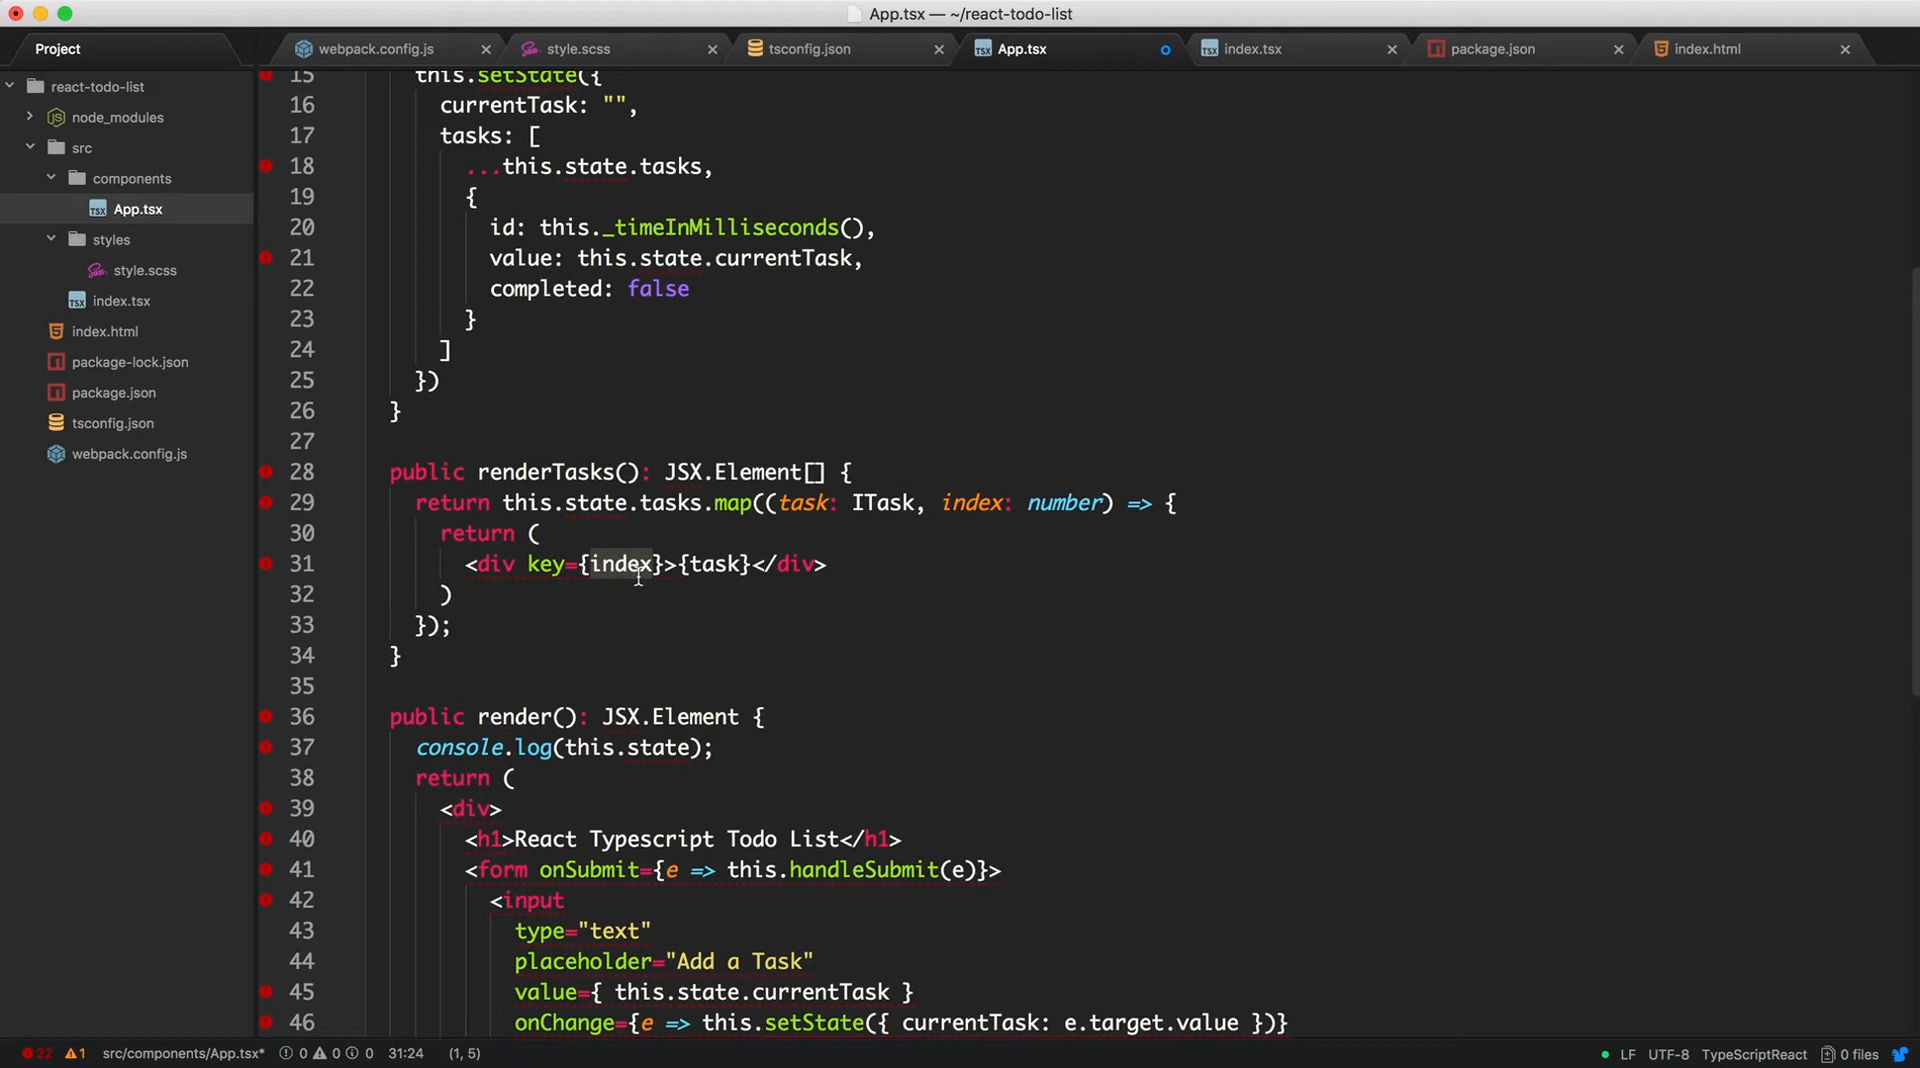 App.tsx — ~/react-todo-list
Project
webpack.config.js
style.scss
tsconfig.json
App.tsx
index.tsx
package.json
index.html
react-todo-list
node_modules
src
components
App.tsx
styles
style.scss
index.tsx
index.html
package-lock.json
package.json
tsconfig.json
webpack.config.js
15 this.setState({
16 currentTask: "",
17 tasks: [
18 ...this.state.tasks,
19 {
20 id: this._timeInMilliseconds(),
21 value: this.state.currentTask,
22 completed: false
23 }
24 ]
25 })
26 }
27
28 public renderTasks(): JSX.Element[] {
29 return this.state.tasks.map((task: ITask, index: number) => {
30 return (
31 <div key={index}>{task}</div>
32 )
33 });
34 }
35
36 public render(): JSX.Element {
37 console.log(this.state);
38 return (
39 <div>
40 <h1>React Typescript Todo List</h1>
41 <form onSubmit={e => this.handleSubmit(e)}>
42 <input
43 type="text"
44 placeholder="Add a Task"
45 value={ this.state.currentTask }
46 onChange={e => this.setState({ currentTask: e.target.value })}
22 1 src/components/App.tsx* 0 0 0 31:24 (1, 5) LF UTF-8 TypeScriptReact 0 files